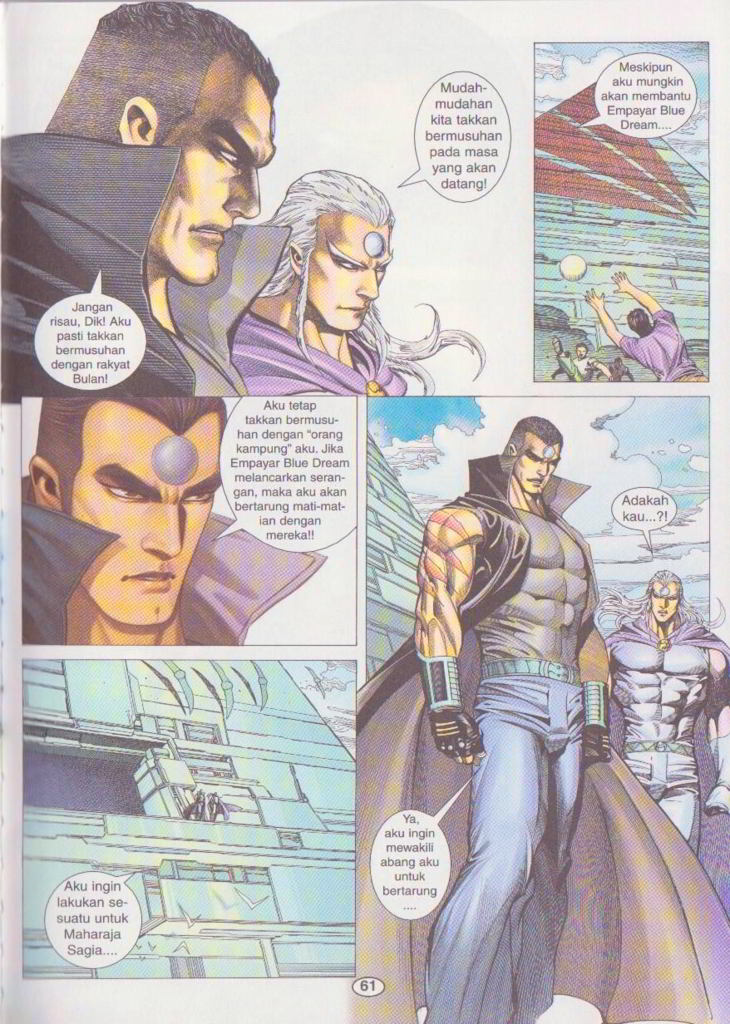 Mudah-
mudahan
kita takkan
bermusuhan
pada masa
yang akan
datang!
Jangan
risau, Dik! Aku
pasti takkan
bermusuhan
dengan rakyat
Bulan!
Meskipun
aku mungkin
akan membantu
Empayar Blue
Dream....
Aku tetap
takkan bermusu-
han dengan "orang
kampung" aku. Jika
Empayar Blue Dream
melancarkan seran-
gan, maka aku akan
bertarung mati-mat-
ian dengan
mereka!!
Aku ingin
lakukan se-
suatu untuk
Maharaja
Sagia....
Adakah
kau...?!
Ya,
aku ingin
mewakili
abang aku
untuk
bertarung
....
61